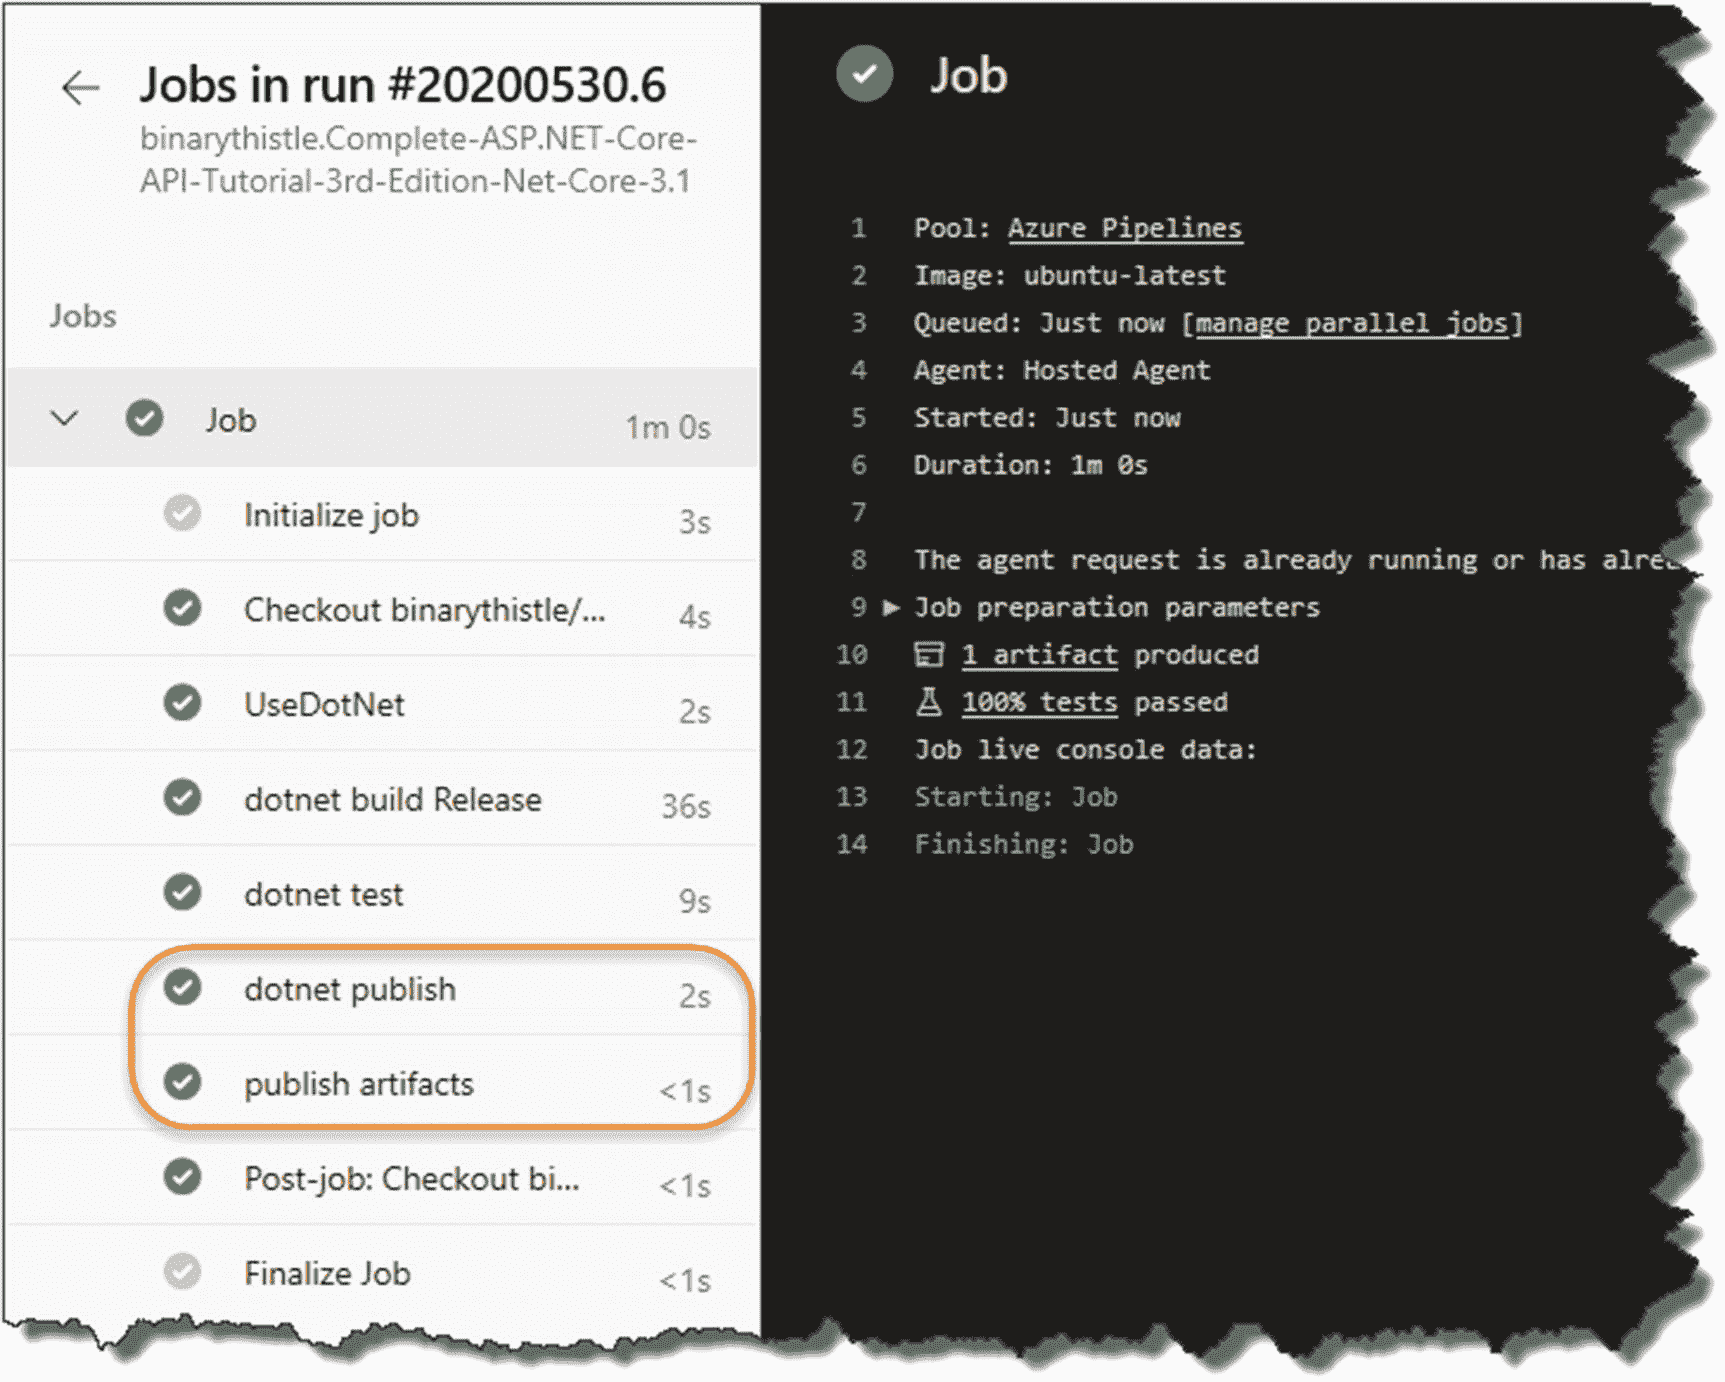 Jobs in run #20200530.6
binarythistle.Complete-ASP.NET-Core-
API-Tutorial-3rd-Edition-Net-Core-3.1
Jobs
Job 1m 0s
Initialize job 3s
Checkout binarythistle/... 4s
UseDotNet 2s
dotnet build Release 36s
dotnet test 9s
dotnet publish 2s
publish artifacts <1s
Post-job: Checkout bi... <1s
Finalize Job <1s
Job
1 Pool: Azure Pipelines
2 Image: ubuntu-latest
3 Queued: Just now [manage parallel jobs]
4 Agent: Hosted Agent
5 Started: Just now
6 Duration: 1m 0s
7
8 The agent request is already running or has
9 Job preparation parameters
10 1 artifact produced
11 100% tests passed
12 Job live console data:
13 Starting: Job
14 Finishing: Job